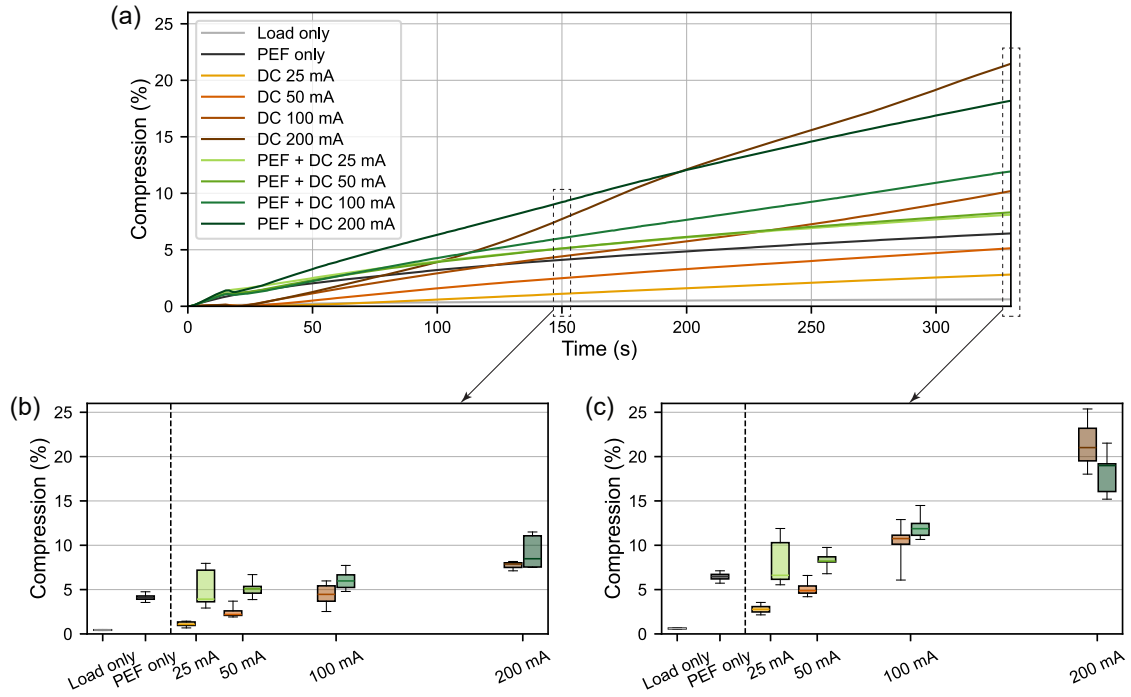 (a)
Compression (%)
25
20
15
10
5
0
Load only
PEF only
DC 25 mA
DC 50 mA
DC 100 mA
DC 200 mA
PEF + DC 25 mA
PEF + DC 50 mA
PEF + DC 100 mA
PEF + DC 200 mA
0 50 100 150 200 250 300
Time (s)
(b)
Compression (%)
25
20
15
10
5
0
Load only PEF only 25 mA 50 mA 100 mA 200 mA
(c)
Compression (%)
25
20
15
10
5
0
Load only PEF only 25 mA 50 mA 100 mA 200 mA